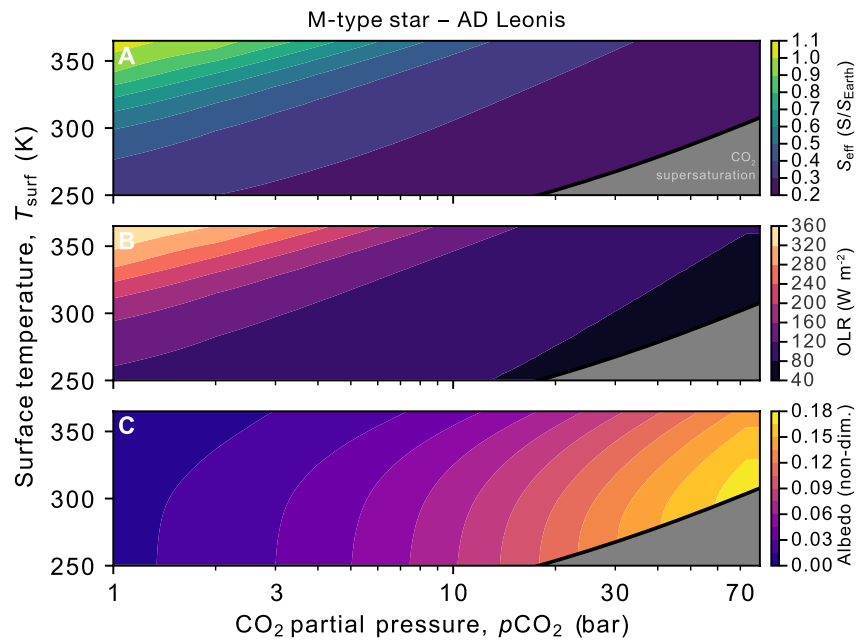 M-type star – AD Leonis
Surface temperature, Tsurf (K)
A
350
300
250
CO2
supersaturation
1.1
1.0
0.9
0.8
0.7
0.6
0.5
0.4
0.3
0.2
Seff (S/SEarth)
B
350
300
250
360
320
280
240
200
160
120
80
40
OLR (W m-2)
C
350
300
250
0.18
0.15
0.12
0.09
0.06
0.03
0.00
Albedo (non-dim.)
1 3 10 30 70
CO2 partial pressure, pCO2 (bar)